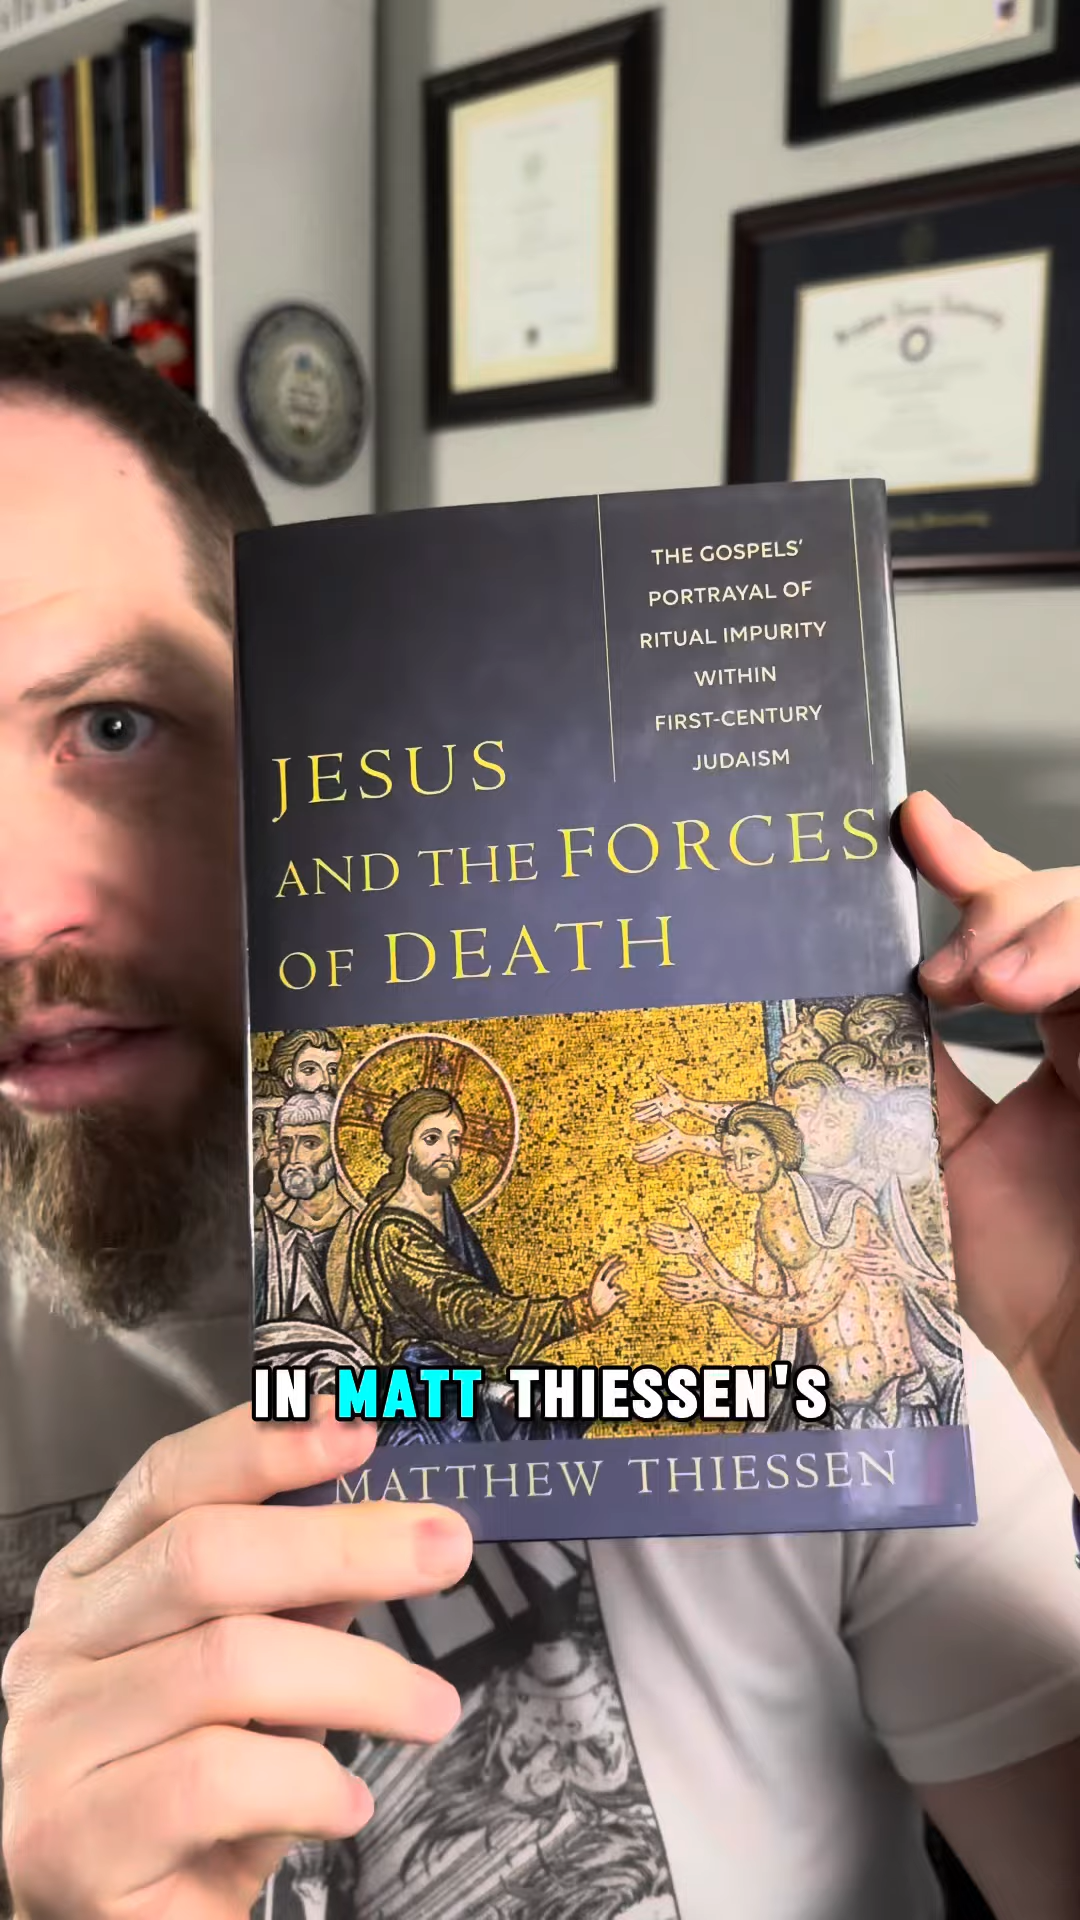 THE GOSPELS'
PORTRAYAL OF
RITUAL IMPURITY
WITHIN
FIRST-CENTURY
JUDAISM
JESUS
AND THE FORCES
OF DEATH
IN MATT THIESSEN'S
MATTHEW THIESSEN